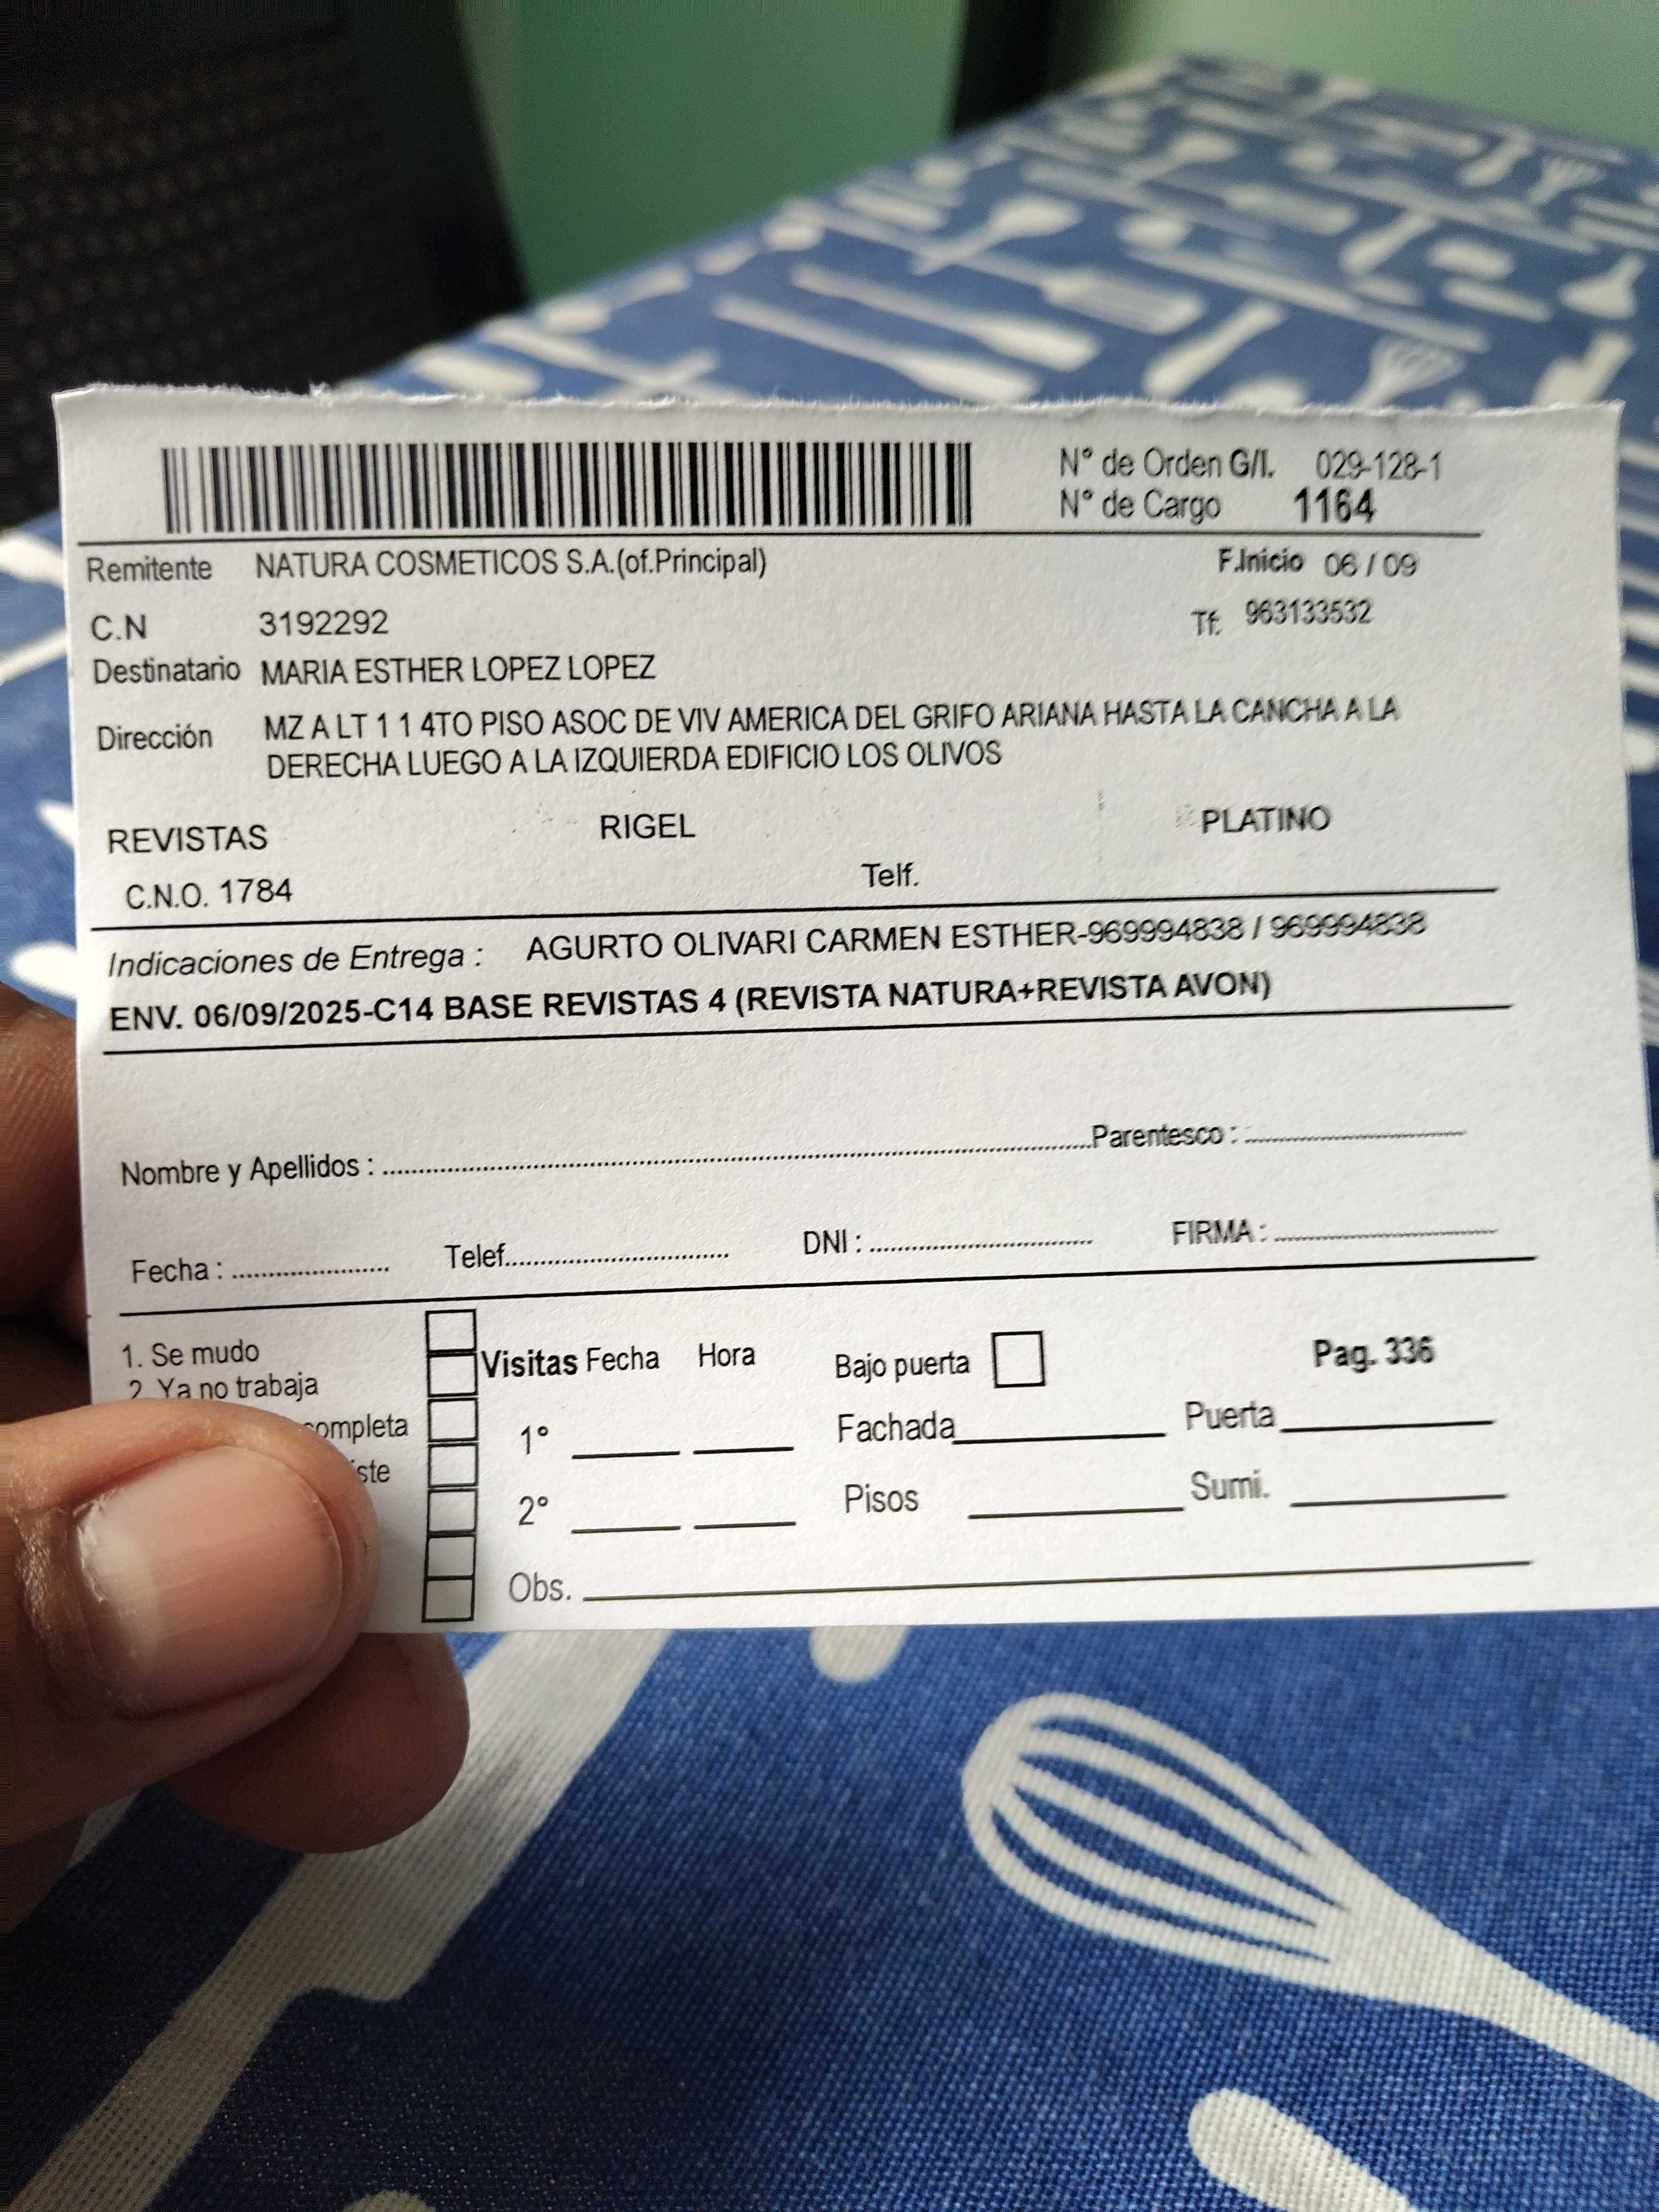 N° de Orden G/I. 029-128-1
N° de Cargo 1164
Remitente NATURA COSMETICOS S.A.(of.Principal) F.Inicio 06 / 09
C.N 3192292 Tf: 963133532
Destinatario MARIA ESTHER LOPEZ LOPEZ
Dirección MZ A LT 1 1 4TO PISO ASOC DE VIV AMERICA DEL GRIFO ARIANA HASTA LA CANCHA A LA
DERECHA LUEGO A LA IZQUIERDA EDIFICIO LOS OLIVOS
REVISTAS RIGEL PLATINO
C.N.O. 1784 Telf.
Indicaciones de Entrega : AGURTO OLIVARI CARMEN ESTHER-969994838 / 969994838
ENV. 06/09/2025-C14 BASE REVISTAS 4 (REVISTA NATURA+REVISTA AVON)
Nombre y Apellidos : Parentesco :
Fecha : Telef. DNI : FIRMA :
1. Se mudo
Visitas Fecha Hora Bajo puerta Pag. 336
2. Ya no trabaja
1° Fachada Puerta
2° Pisos Sumi.
Obs.